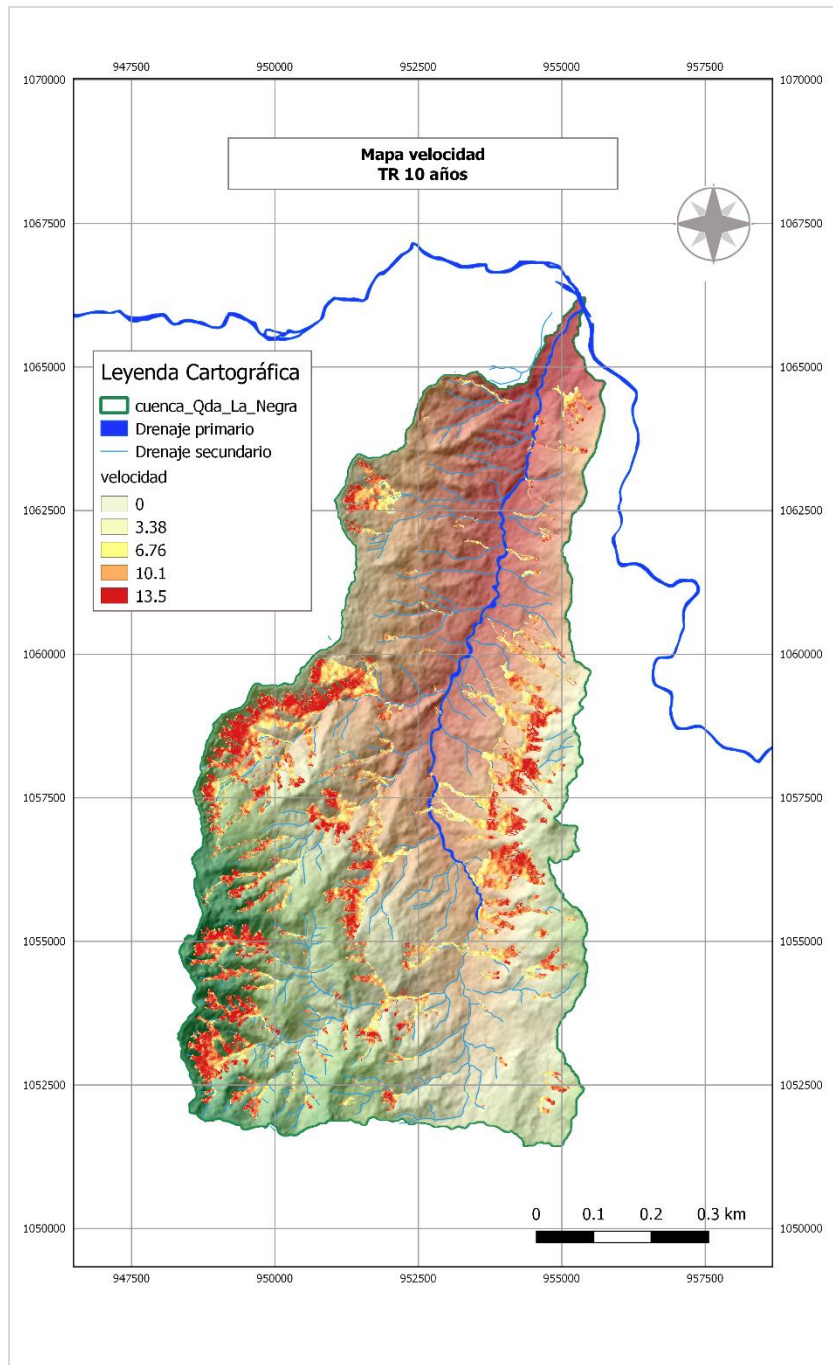 947500 950000 952500 955000 957500
1070000 1070000
Mapa velocidad
TR 10 años
1067500 1067500
1065000 1065000
Leyenda Cartográfica
cuenca_Qda_La_Negra
Drenaje primario
Drenaje secundario
velocidad
0
3.38
6.76
10.1
13.5
1062500 1062500
1060000 1060000
1057500 1057500
1055000 1055000
1052500 1052500
0 0.1 0.2 0.3 km
1050000 1050000
947500 950000 952500 955000 957500